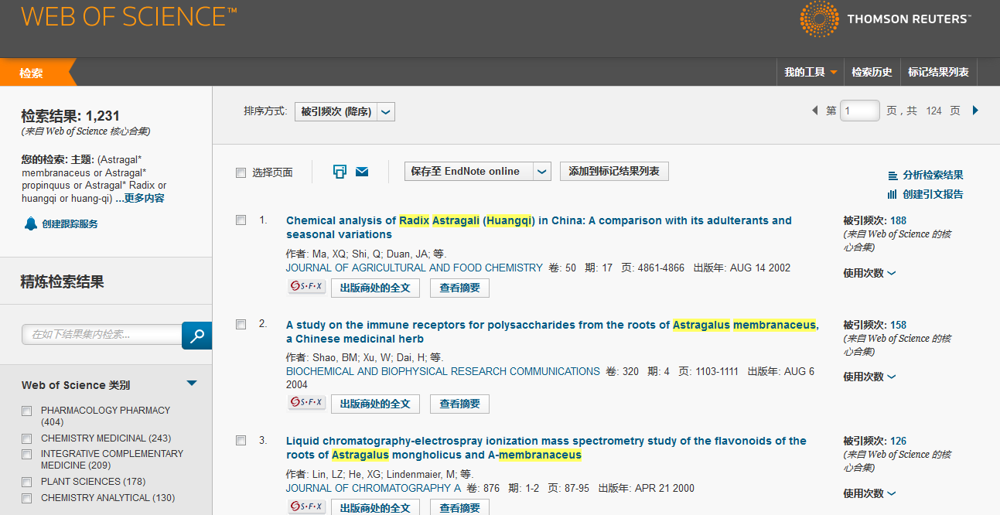 WEB OF SCIENCE™
THOMSON REUTERS™
检索
我的工具
检索历史
标记结果列表
检索结果: 1,231
(来自 Web of Science 核心合集)
您的检索: 主题: (Astragal*
membranaceus or Astragal*
propinquus or Astragal* Radix or
huangqi or huang-qi) ...更多内容
创建跟踪服务
精炼检索结果
在如下结果集内检索...
Web of Science 类别
PHARMACOLOGY PHARMACY
(404)
CHEMISTRY MEDICINAL (243)
INTEGRATIVE COMPLEMENTARY
MEDICINE (209)
PLANT SCIENCES (178)
CHEMISTRY ANALYTICAL (130)
排序方式: 被引频次 (降序)
第 1 页 , 共 124 页
选择页面
保存至 EndNote online
添加到标记结果列表
分析检索结果
创建引文报告
1. Chemical analysis of Radix Astragali (Huangqi) in China: A comparison with its adulterants and
seasonal variations
作者: Ma, XQ; Shi, Q; Duan, JA; 等.
JOURNAL OF AGRICULTURAL AND FOOD CHEMISTRY 卷: 50 期: 17 页: 4861-4866 出版年: AUG 14 2002
S·F·X 出版商处的全文 查看摘要
被引频次: 188
(来自 Web of Science 的核
心合集)
使用次数
2. A study on the immune receptors for polysaccharides from the roots of Astragalus membranaceus,
a Chinese medicinal herb
作者: Shao, BM; Xu, W; Dai, H; 等.
BIOCHEMICAL AND BIOPHYSICAL RESEARCH COMMUNICATIONS 卷: 320 期: 4 页: 1103-1111 出版年: AUG 6
2004
S·F·X 出版商处的全文 查看摘要
被引频次: 158
(来自 Web of Science 的核
心合集)
使用次数
3. Liquid chromatography-electrospray ionization mass spectrometry study of the flavonoids of the
roots of Astragalus mongholicus and A-membranaceus
作者: Lin, LZ; He, XG; Lindenmaier, M; 等.
JOURNAL OF CHROMATOGRAPHY A 卷: 876 期: 1-2 页: 87-95 出版年: APR 21 2000
S·F·X 出版商处的全文 查看摘要
被引频次: 126
(来自 Web of Science 的核
心合集)
使用次数